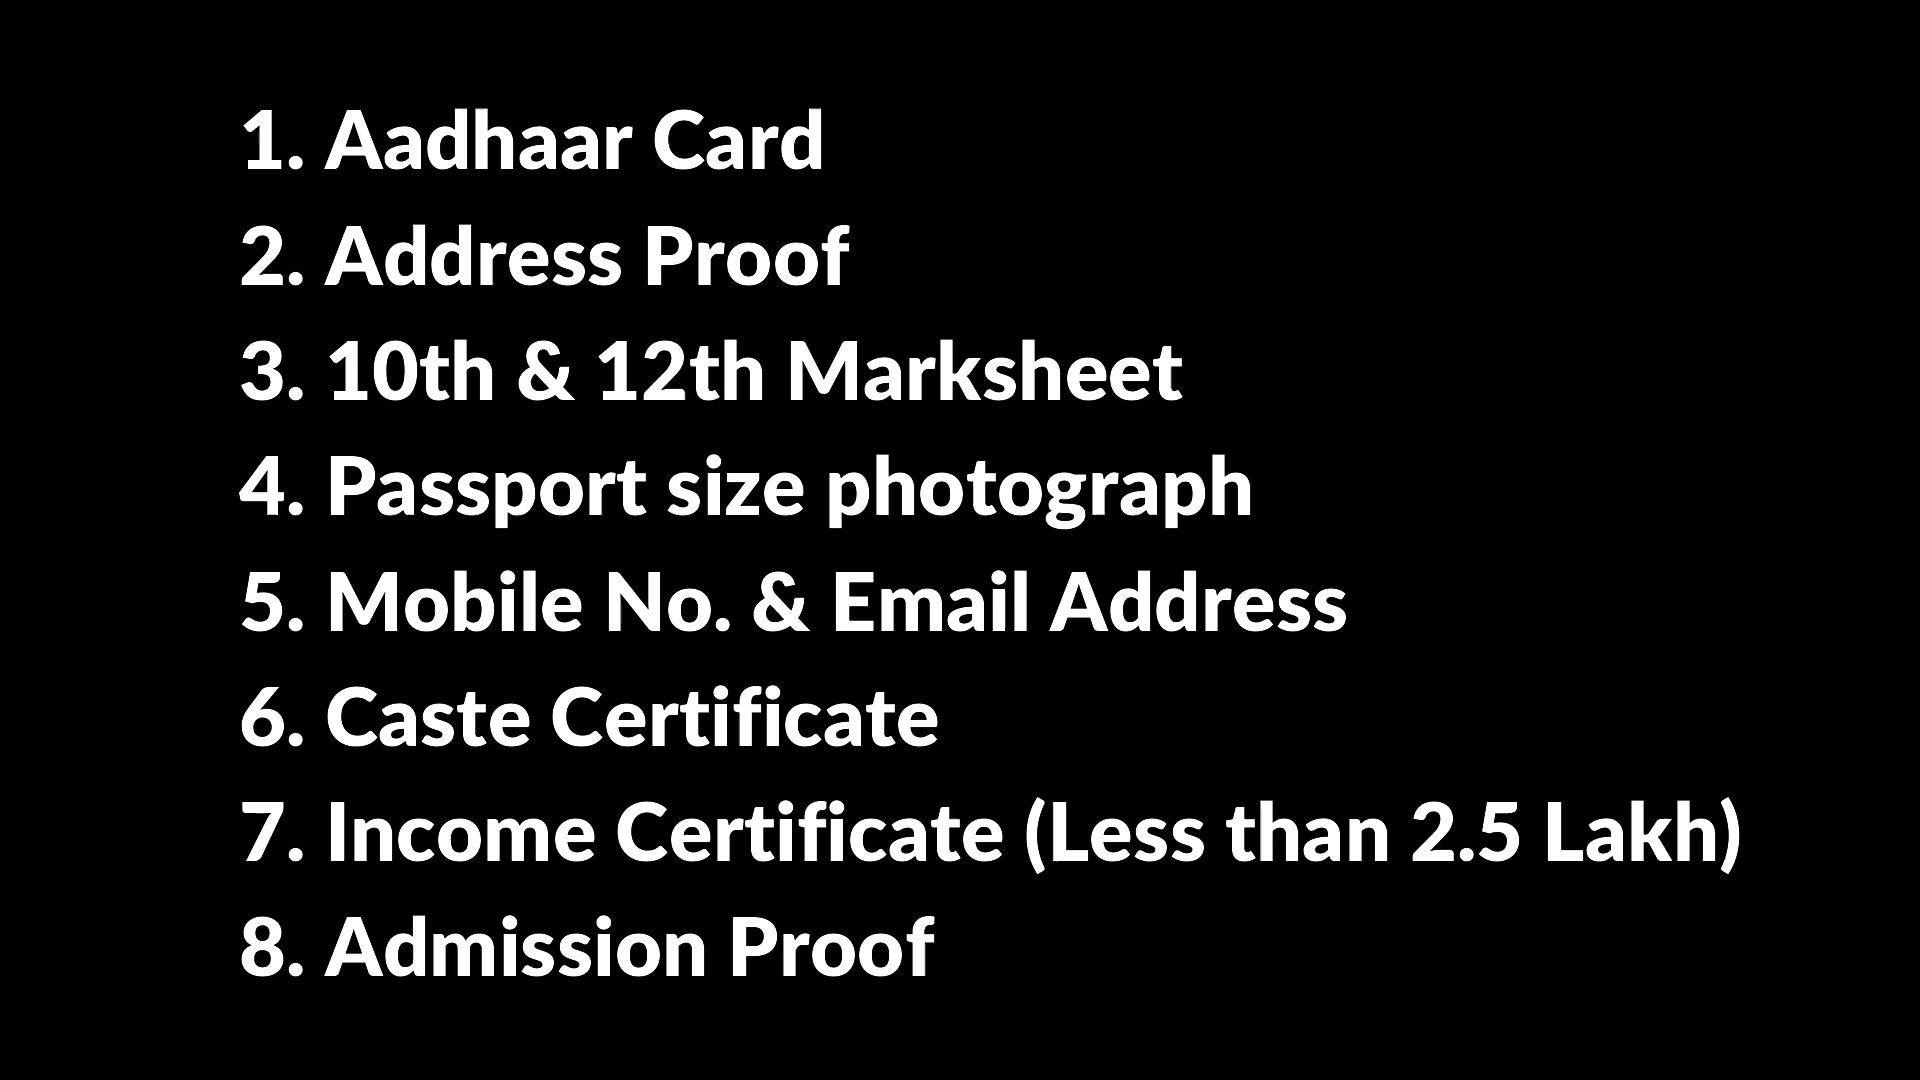 1. Aadhaar Card
2. Address Proof
3. 10th & 12th Marksheet
4. Passport size photograph
5. Mobile No. & Email Address
6. Caste Certificate
7. Income Certificate (Less than 2.5 Lakh)
8. Admission Proof